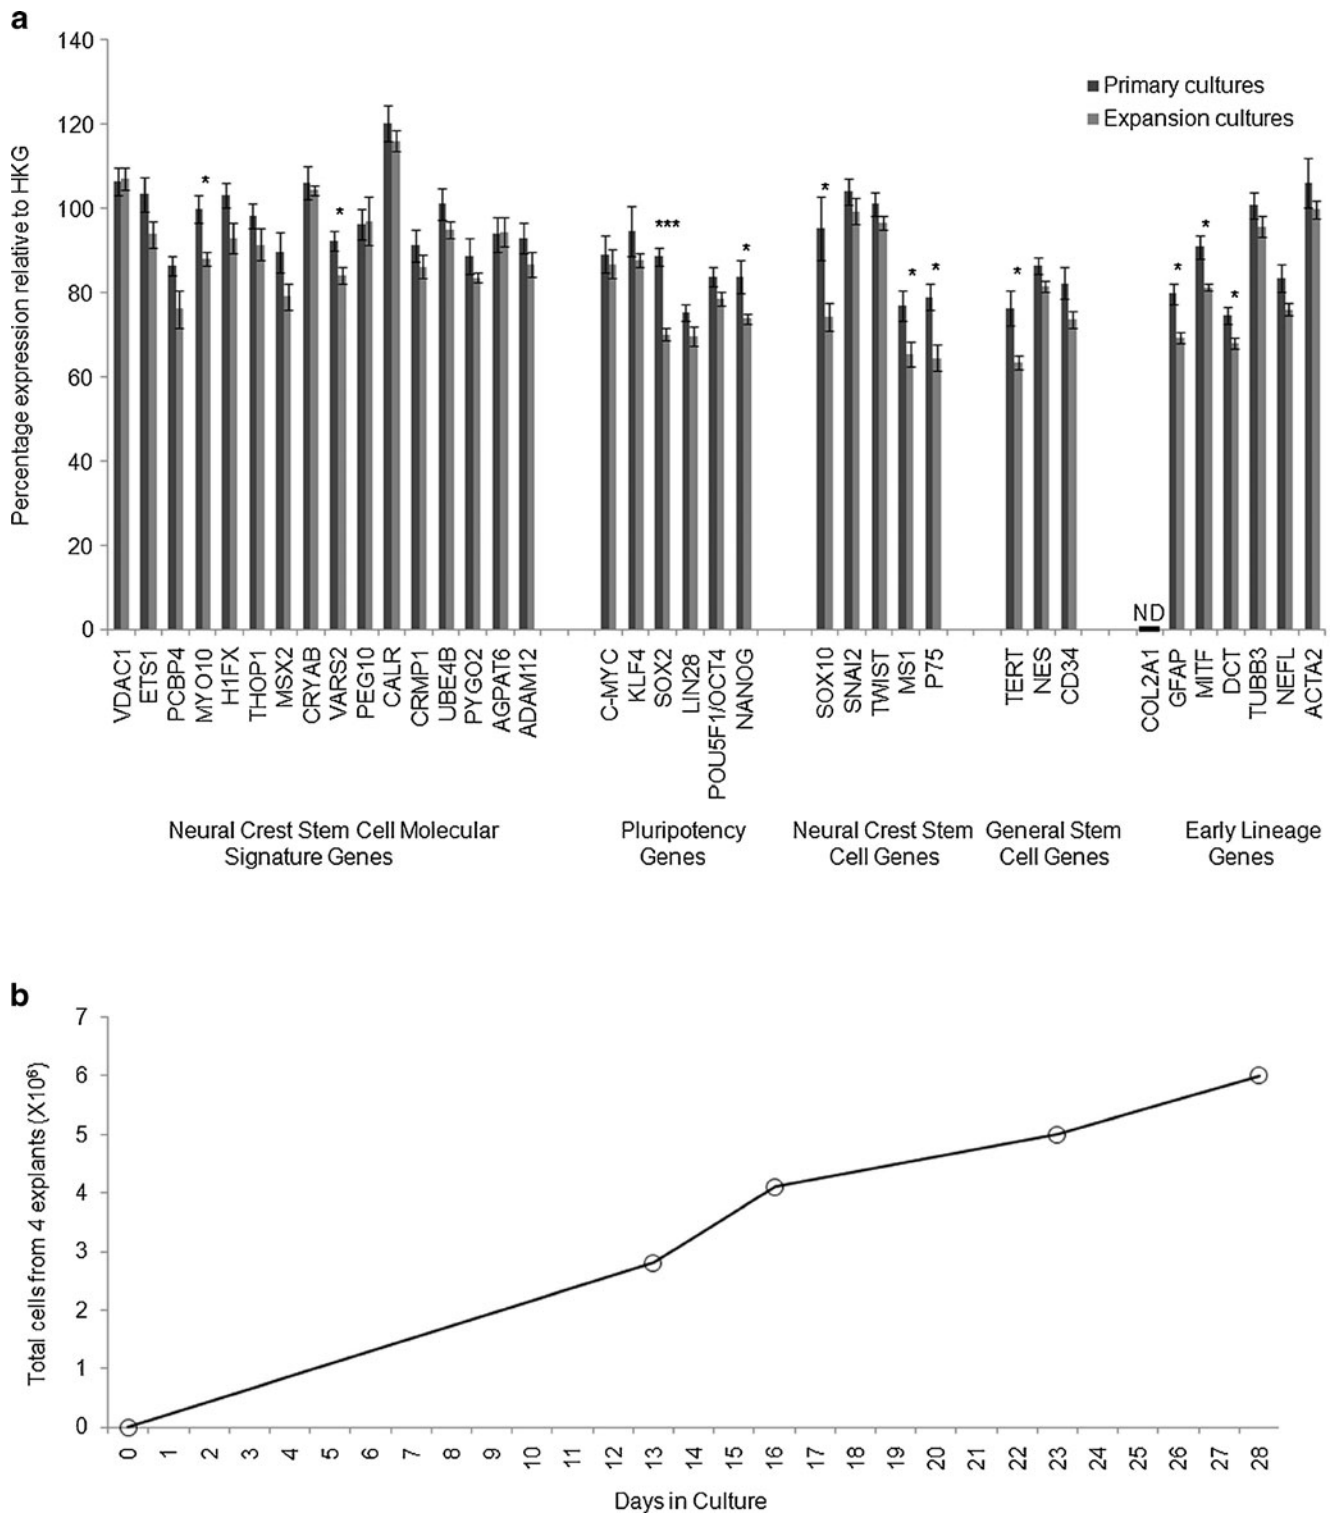 a
140
120
100
80
60
40
20
0
Percentage expression relative to HKG
Primary cultures
Expansion cultures
*
*
***
*
*
*
*
*
*
*
*
ND
VDAC1
ETS1
PCBP4
MYO10
H1FX
THOP1
MSX2
CRYAB
VARS2
PEG10
CALR
CRMP1
UBE4B
PYGO2
AGPAT6
ADAM12
C-MYC
KLF4
SOX2
LIN28
POU5F1/OCT4
NANOG
SOX10
SNAI2
TWIST
MS1
P75
TERT
NES
CD34
COL2A1
GFAP
MITF
DCT
TUBB3
NEFL
ACTA2
Neural Crest Stem Cell Molecular
Signature Genes
Pluripotency
Genes
Neural Crest Stem
Cell Genes
General Stem
Cell Genes
Early Lineage
Genes
b
7
6
5
4
3
2
1
0
Total cells from 4 explants (X10⁶)
0
1
2
3
4
5
6
7
8
9
10
11
12
13
14
15
16
17
18
19
20
21
22
23
24
25
26
27
28
Days in Culture